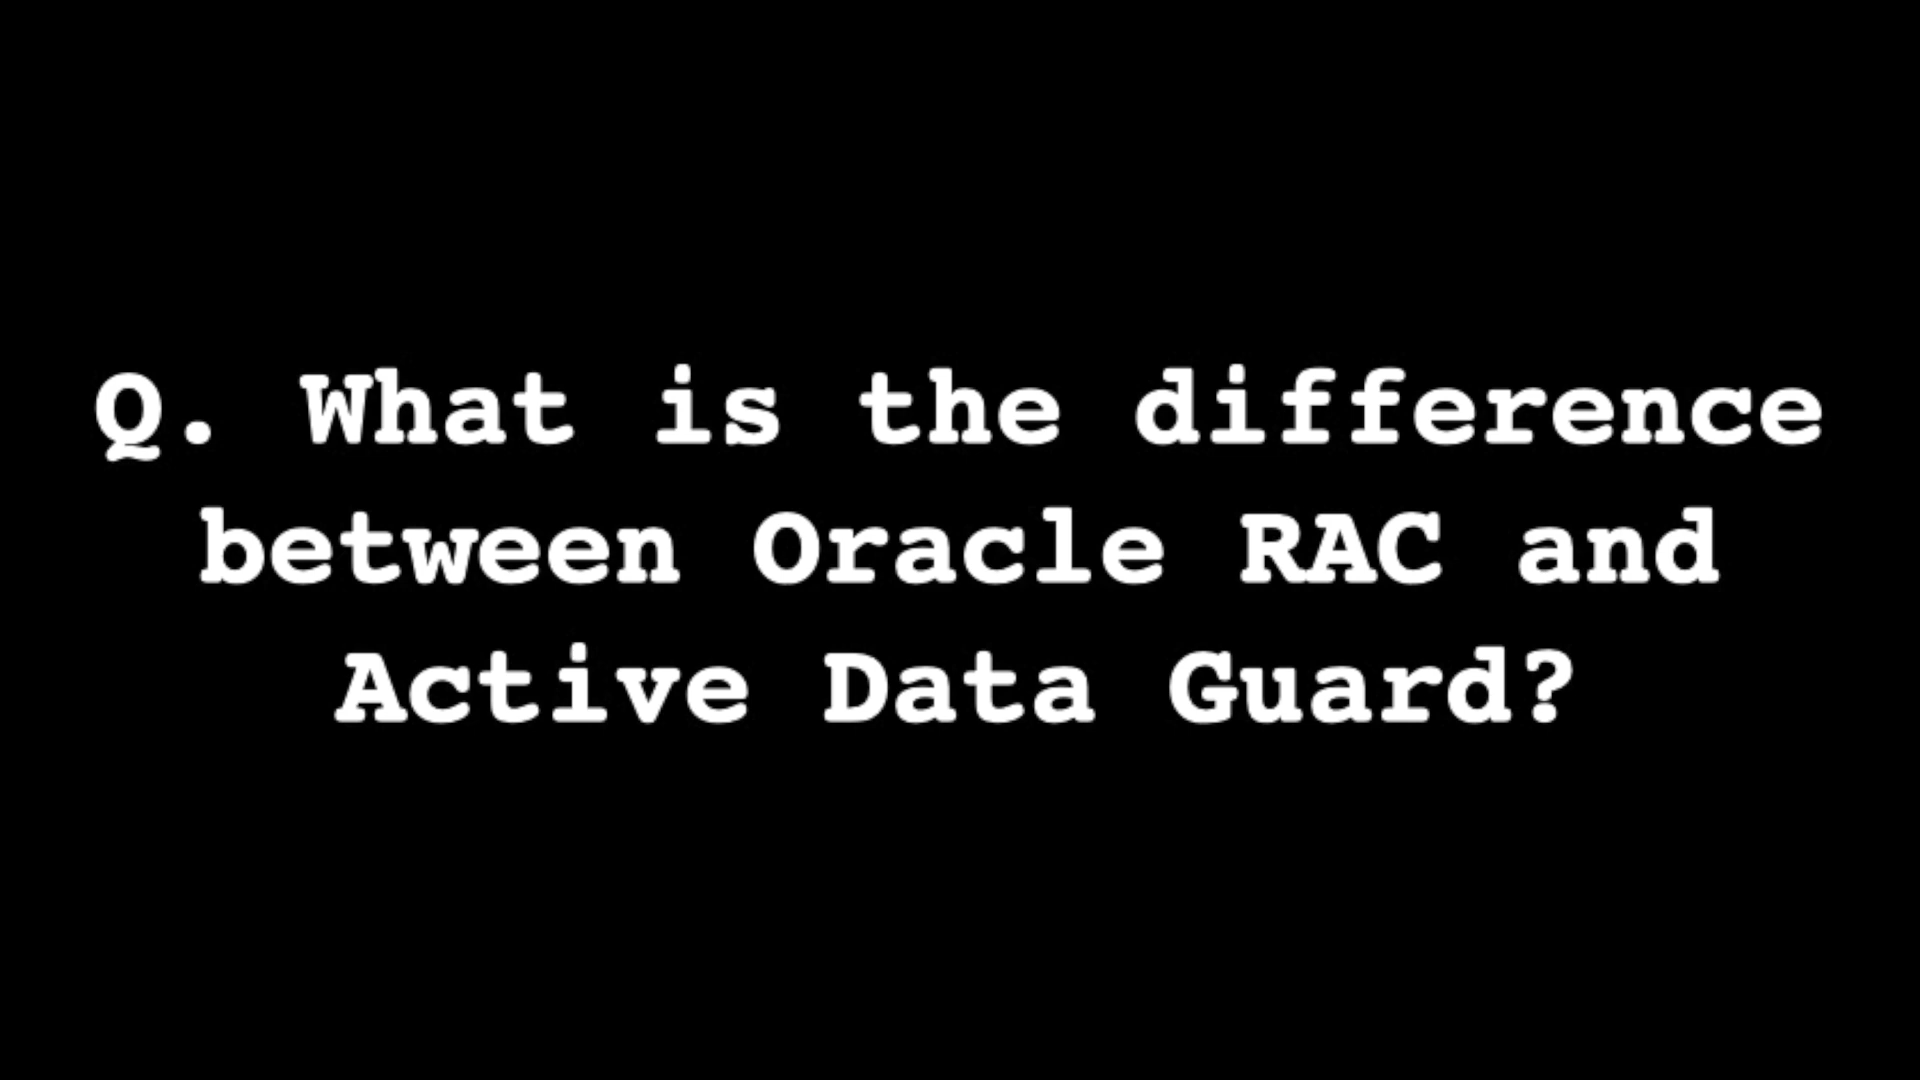 Q. What is the difference
between Oracle RAC and
Active Data Guard?